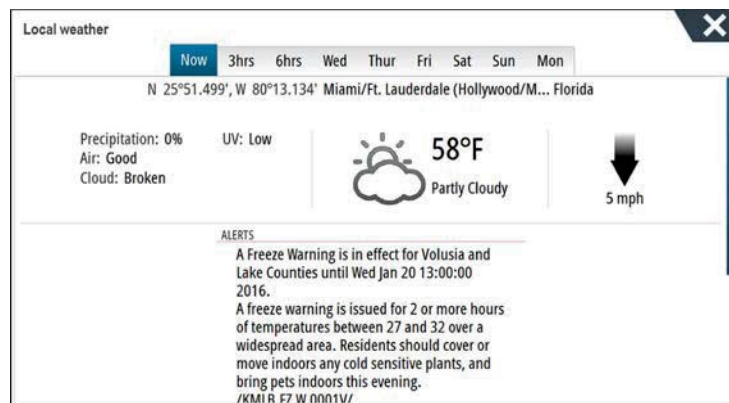 Local weather
Now 3hrs 6hrs Wed Thur Fri Sat Sun Mon
N 25°51.499', W 80°13.134' Miami/Ft. Lauderdale (Hollywood/M... Florida
Precipitation: 0% UV: Low
Air: Good
Cloud: Broken
58°F
Partly Cloudy
5 mph
ALERTS
A Freeze Warning is in effect for Volusia and
Lake Counties until Wed Jan 20 13:00:00
2016.
A freeze warning is issued for 2 or more hours
of temperatures between 27 and 32 over a
widespread area. Residents should cover or
move indoors any cold sensitive plants, and
bring pets indoors this evening.
/KMLB.FZ.W.0001V/